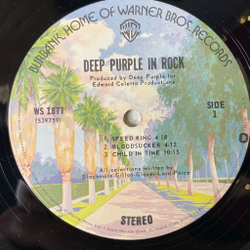 BURBANK, HOME OF WARNER BROS. RECORDS
DEEP PURPLE IN ROCK
Produced by Deep Purple for
Edward Coletta Productions
WS 1877
(S39759)
SIDE
1
1. SPEED KING 4:18
2. BLOODSUCKER 4:12
3. CHILD IN TIME 10:15
All selections written by
Blackmore-Gillan-Glover-Lord-Paice
STEREO